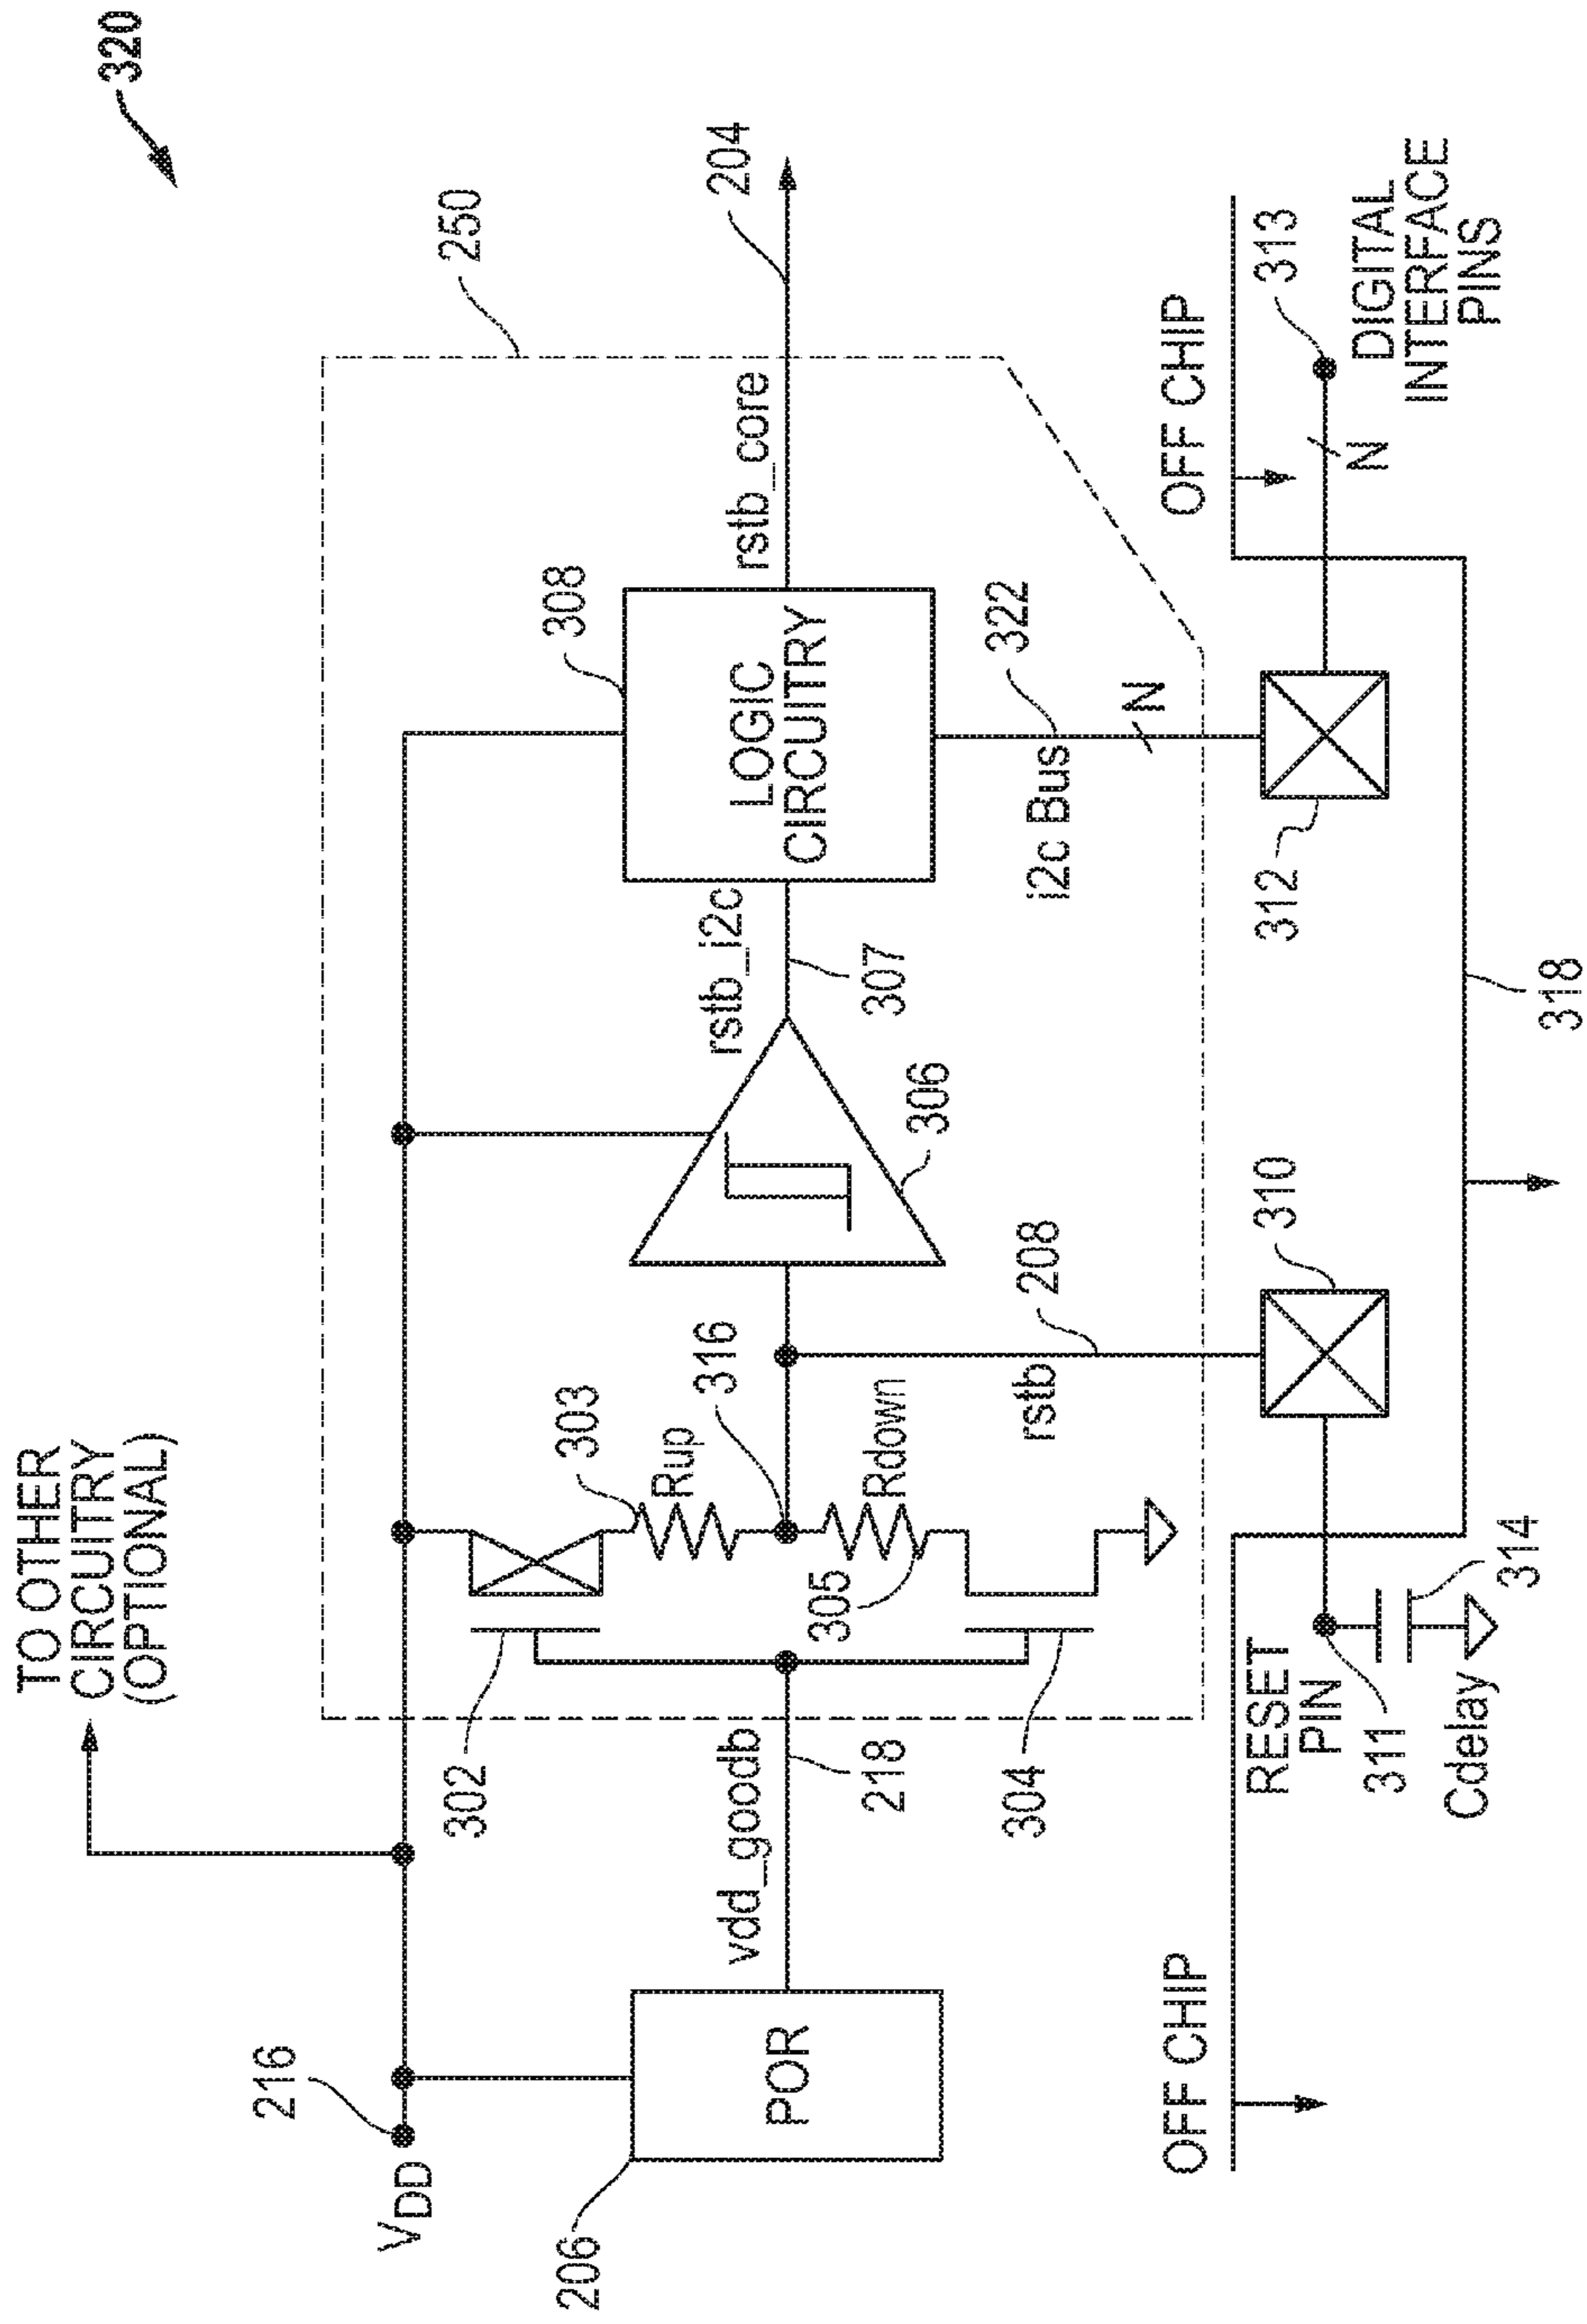 320
TO OTHER
CIRCUITRY
(OPTIONAL)
216
VDD
250
206
POR
vdd_goodb
218
302
303
Rup
316
305
Rdown
304
306
rstb_i2c
307
308
LOGIC
CIRCUITRY
rstb_core
204
208
rstb
322
i2c Bus
N
OFF CHIP
RESET
PIN
311
Cdelay
314
310
312
318
OFF CHIP
N
313
DIGITAL
INTERFACE
PINS